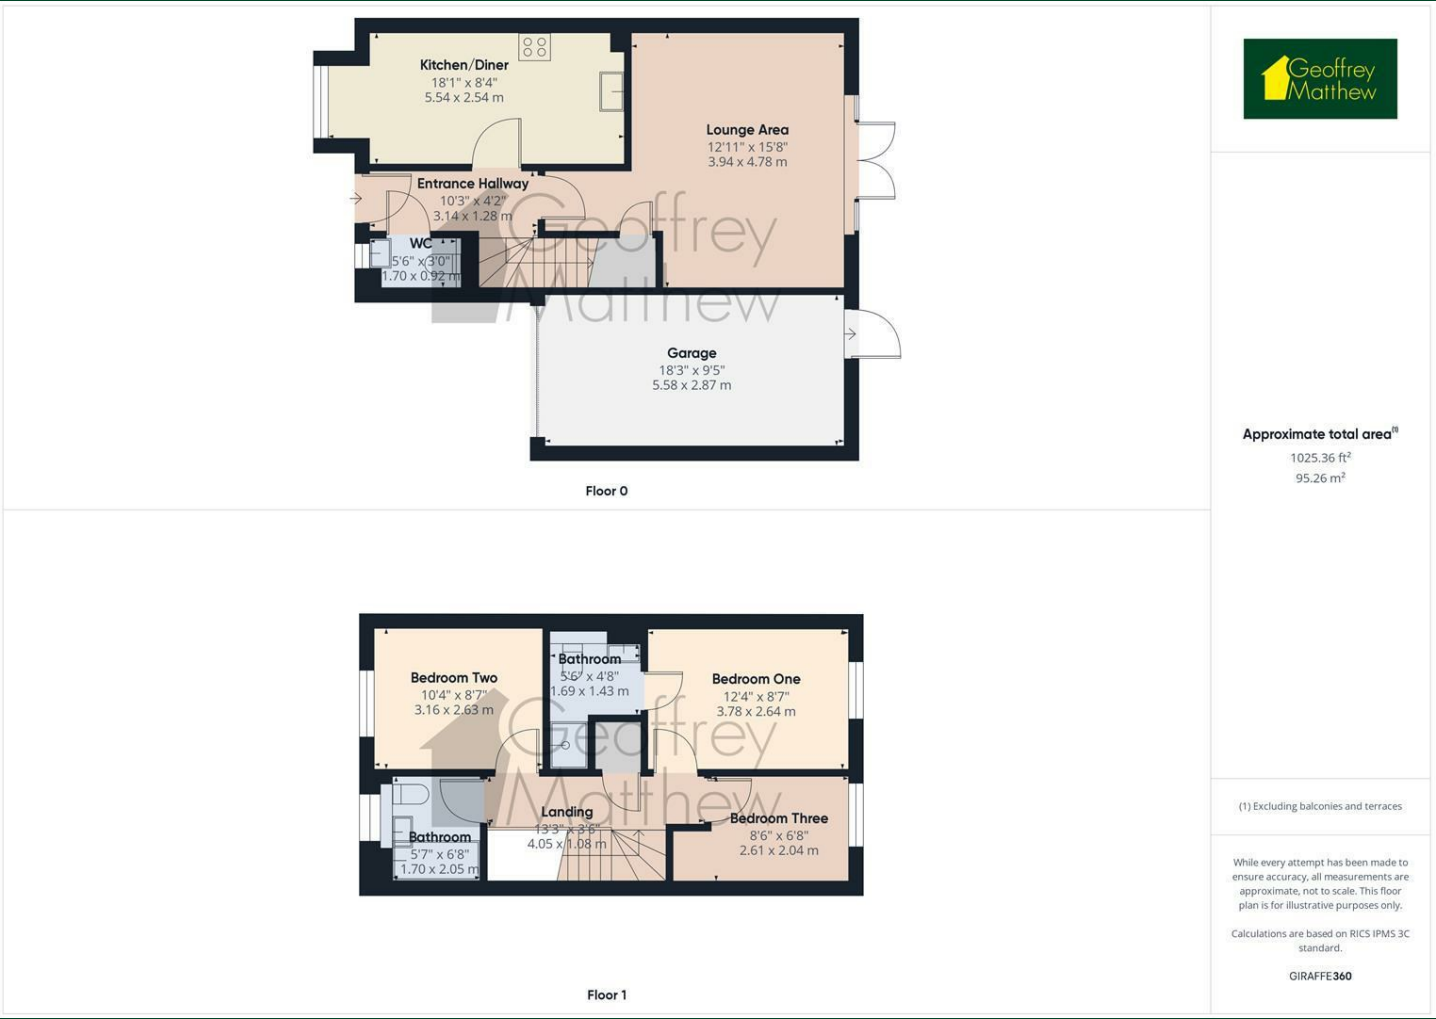 Kitchen/Diner
18'1" x 8'4"
5.54 x 2.54 m
Lounge Area
12'11" x 15'8"
3.94 x 4.78 m
Entrance Hallway
10'3" x 4'2"
3.14 x 1.28 m
WC
5'6" x 3'0"
1.70 x 0.92 m
Geoffrey
Matthew
Garage
18'3" x 9'5"
5.58 x 2.87 m
Floor 0
Bedroom Two
10'4" x 8'7"
3.16 x 2.63 m
Bathroom
5'6" x 4'8"
1.69 x 1.43 m
Bedroom One
12'4" x 8'7"
3.78 x 2.64 m
Geoffrey
Matthew
Landing
13'3" x 3'6"
4.05 x 1.08 m
Bedroom Three
8'6" x 6'8"
2.61 x 2.04 m
Bathroom
5'7" x 6'8"
1.70 x 2.05 m
Floor 1
Geoffrey
Matthew
Approximate total area(1)
1025.36 ft²
95.26 m²
(1) Excluding balconies and terraces
While every attempt has been made to
ensure accuracy, all measurements are
approximate, not to scale. This floor
plan is for illustrative purposes only.
Calculations are based on RICS IPMS 3C
standard.
GIRAFFE360